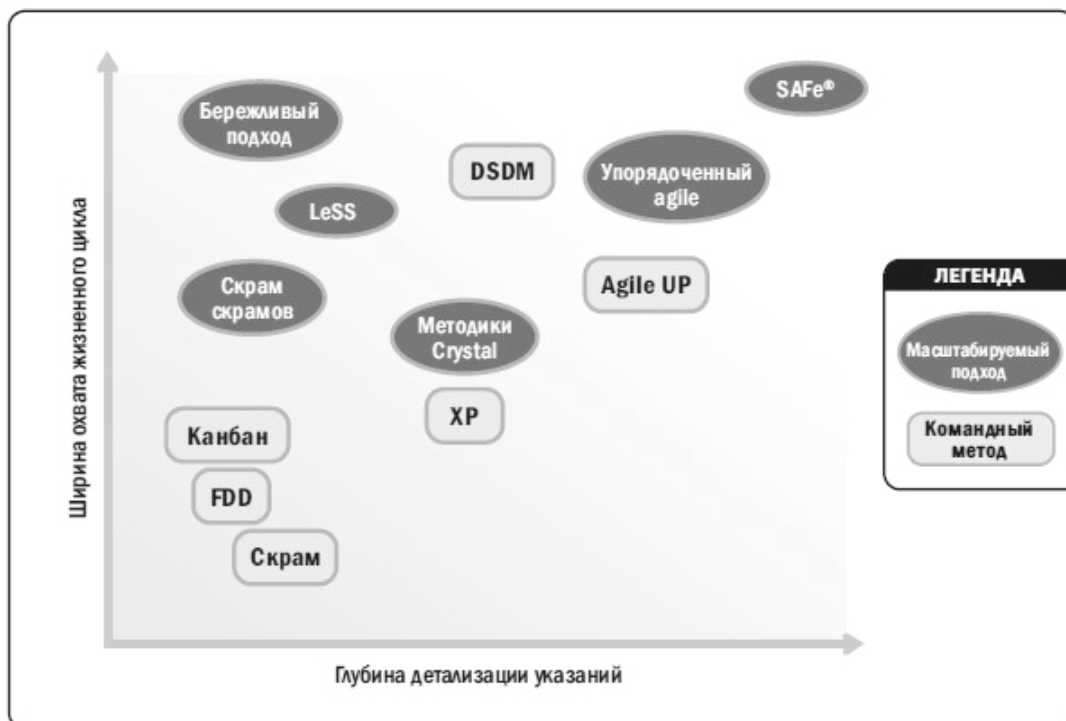 SAFe®
Бережливый
подход
DSDM
Упорядоченный
agile
LeSS
Agile UP
Скрам
скрамов
Методики
Crystal
XP
Канбан
FDD
Скрам
Ширина охвата жизненного цикла
Глубина детализации указаний
ЛЕГЕНДА
Масштабируемый
подход
Командный
метод